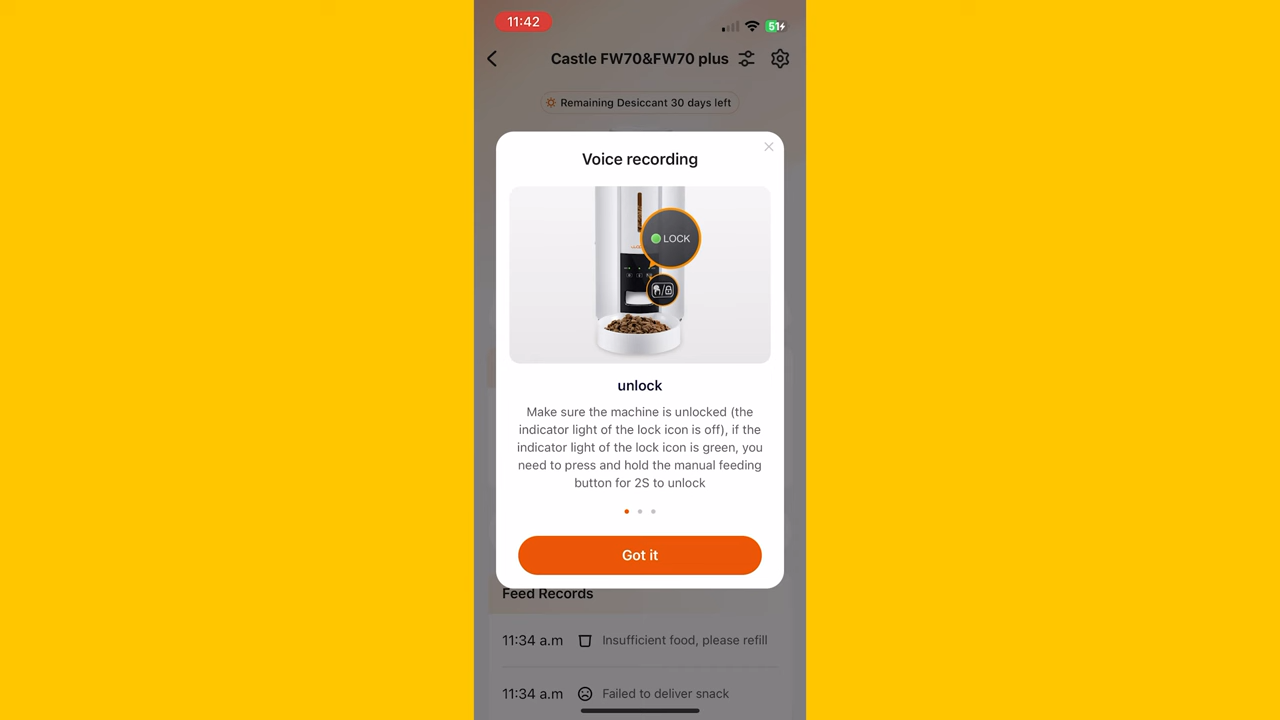 11:42
51
Castle FW70&FW70 plus
Remaining Desiccant 30 days left
Voice recording
LOCK
unlock
Make sure the machine is unlocked (the
indicator light of the lock icon is off), if the
indicator light of the lock icon is green, you
need to press and hold the manual feeding
button for 2S to unlock
Got it
Feed Records
11:34 a.m Insufficient food, please refill
11:34 a.m Failed to deliver snack